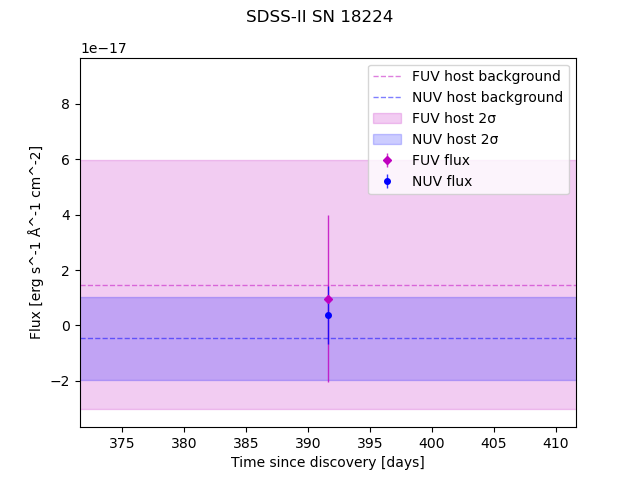 SDSS-II SN 18224
1e−17
FUV host background
NUV host background
FUV host 2σ
NUV host 2σ
FUV flux
NUV flux
8
6
4
2
0
−2
Flux [erg s^-1 Å^-1 cm^-2]
375 380 385 390 395 400 405 410
Time since discovery [days]